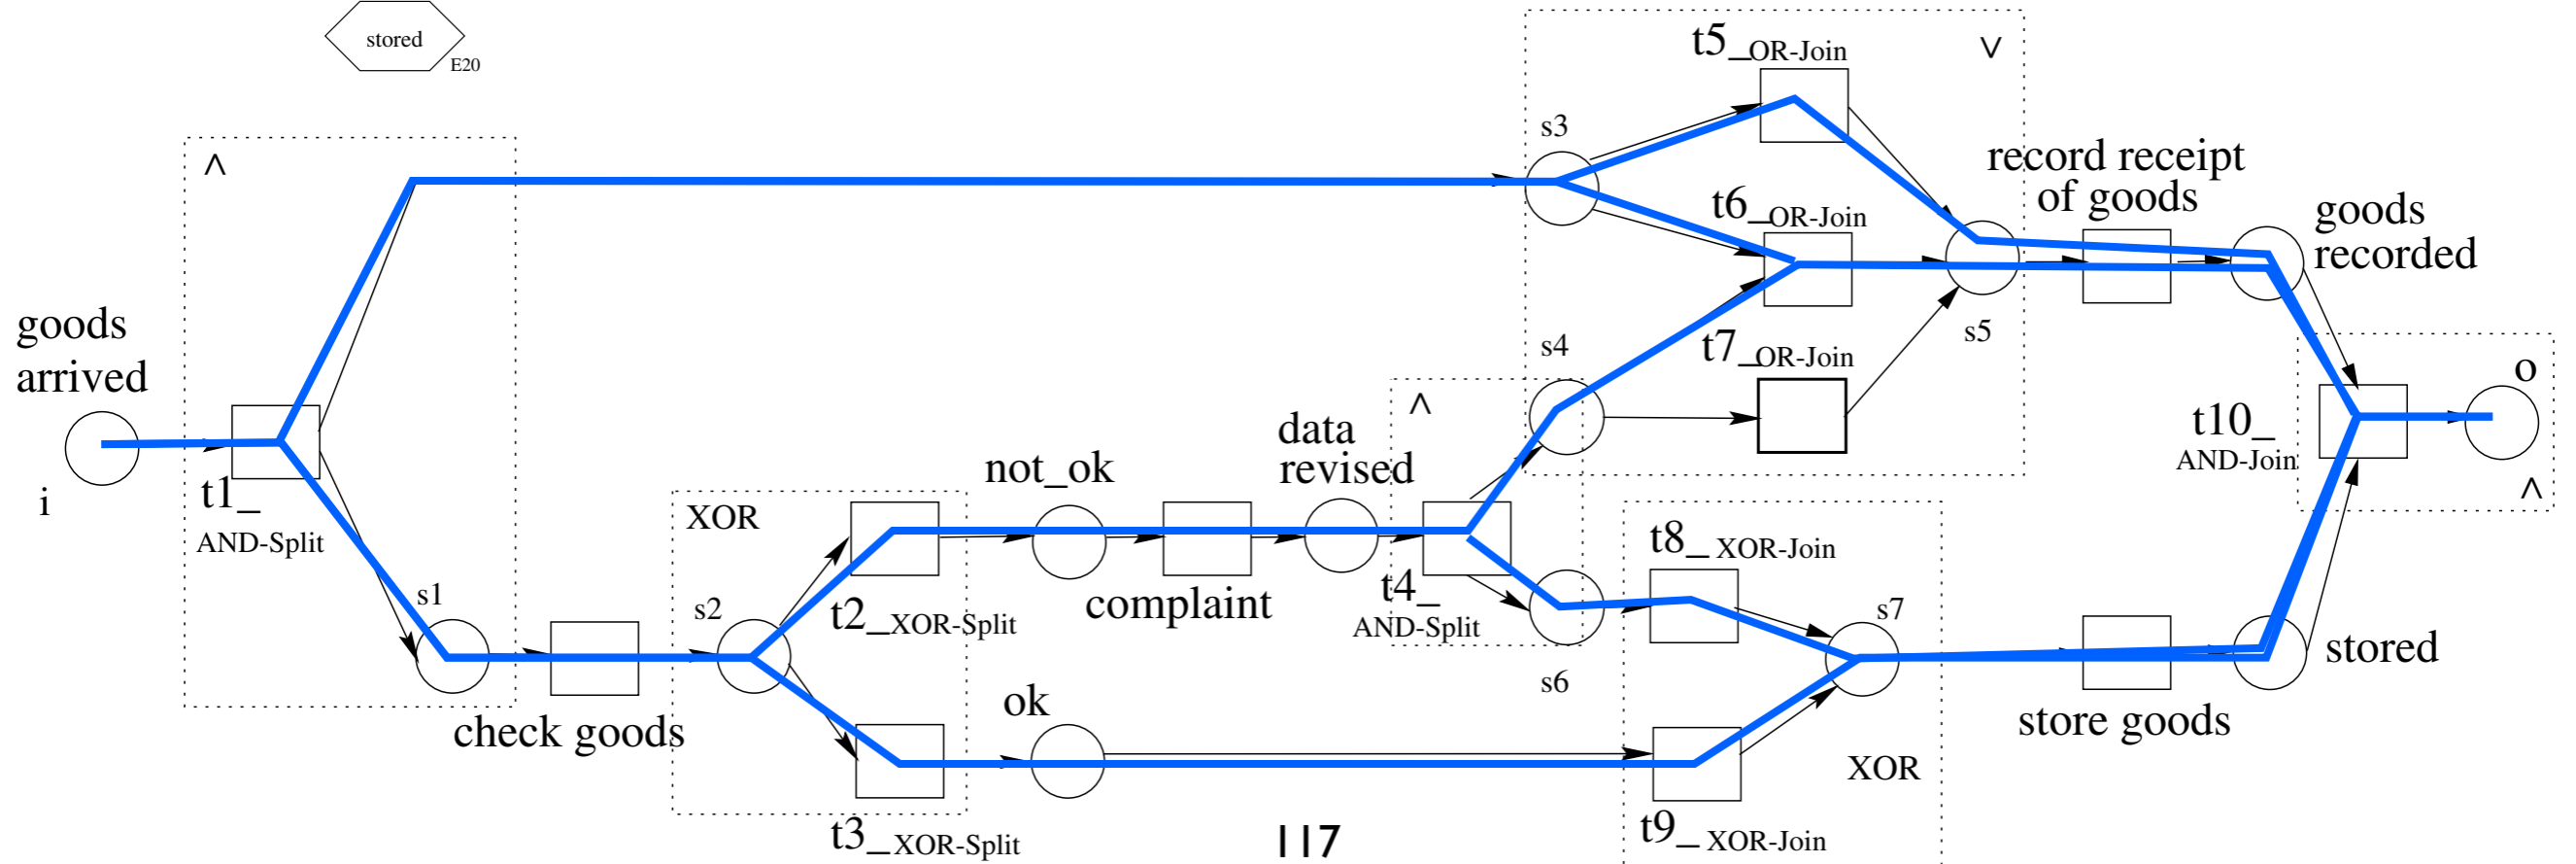 stored
E20
^
v
t5_OR-Join
s3
record receipt
of goods
t6_OR-Join
goods
recorded
goods
arrived
s5
s4
t7_OR-Join
o
^
data
revised
t10_
AND-Join
not_ok
i
t1_
AND-Split
XOR
^
t8_ XOR-Join
s1
s2
t2_XOR-Split
complaint
t4_
AND-Split
s7
stored
s6
ok
check goods
store goods
XOR
t3_XOR-Split
117
t9_ XOR-Join